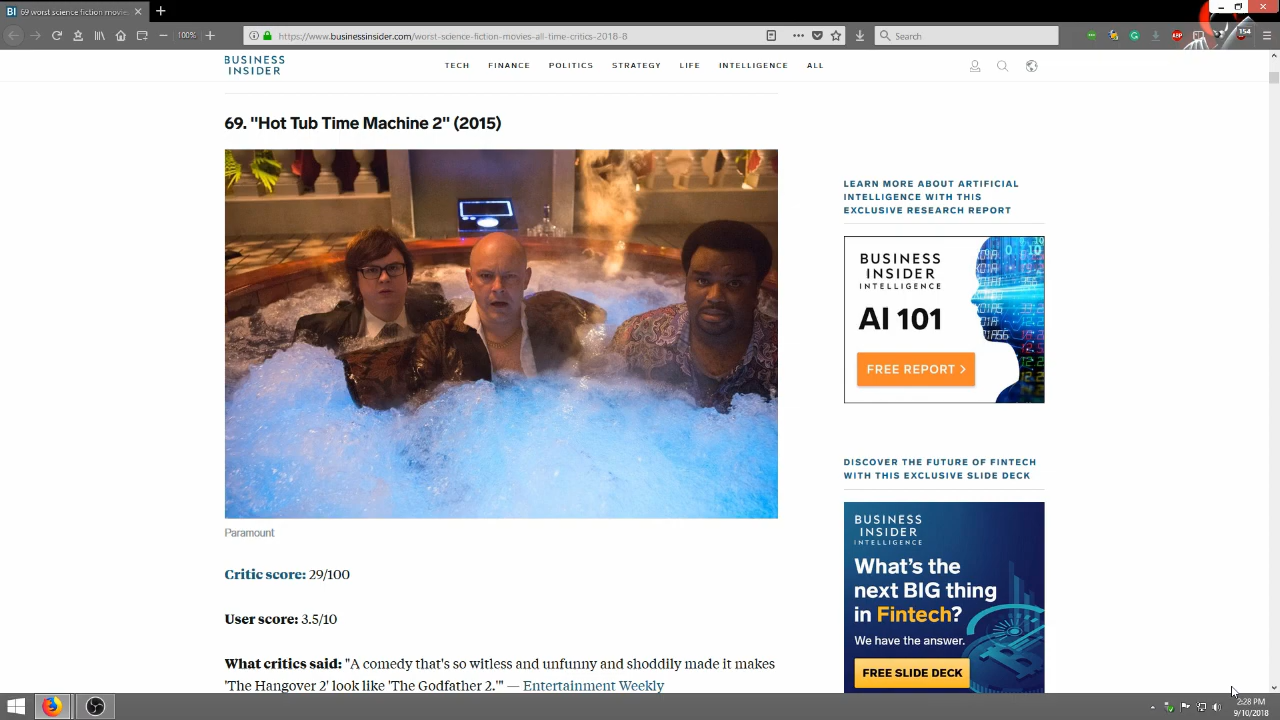 BI 69 worst science fiction movie
100%
https://www.businessinsider.com/worst-science-fiction-movies-all-time-critics-2018-8
Search
154
BUSINESS
INSIDER
TECH FINANCE POLITICS STRATEGY LIFE INTELLIGENCE ALL
69. "Hot Tub Time Machine 2" (2015)
Paramount
Critic score: 29/100
User score: 3.5/10
What critics said: "A comedy that's so witless and unfunny and shoddily made it makes
'The Hangover 2' look like 'The Godfather 2.'" — Entertainment Weekly
LEARN MORE ABOUT ARTIFICIAL
INTELLIGENCE WITH THIS
EXCLUSIVE RESEARCH REPORT
BUSINESS
INSIDER
INTELLIGENCE
AI 101
FREE REPORT >
DISCOVER THE FUTURE OF FINTECH
WITH THIS EXCLUSIVE SLIDE DECK
BUSINESS
INSIDER
INTELLIGENCE
What's the
next BIG thing
in Fintech?
We have the answer.
FREE SLIDE DECK
2:28 PM
9/10/2018